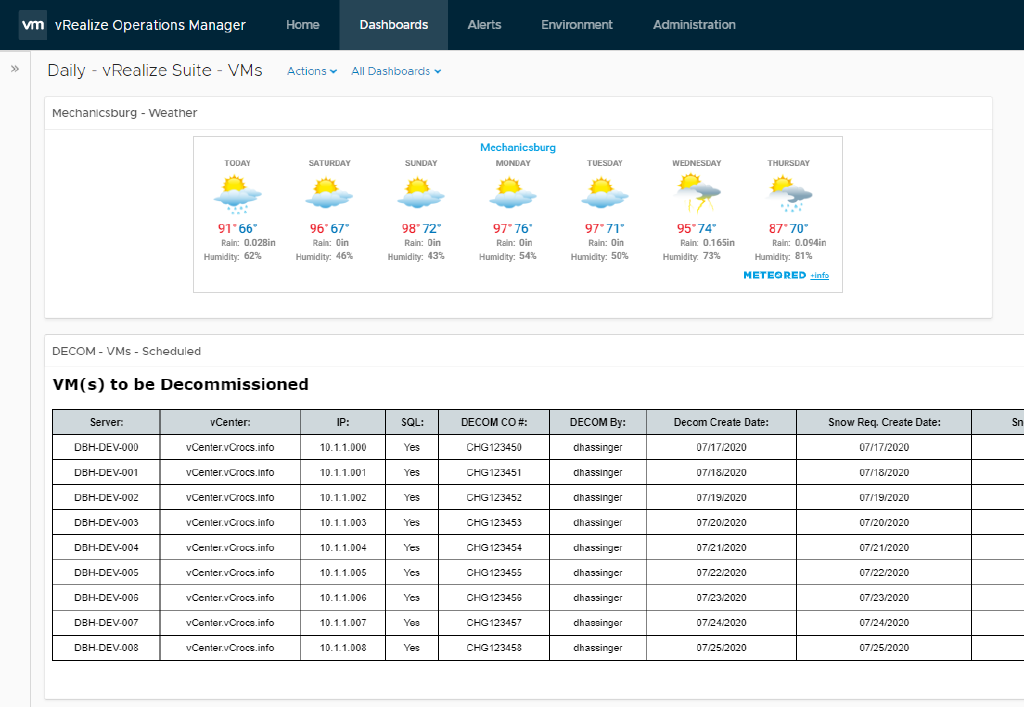 vm vRealize Operations Manager Home Dashboards Alerts Environment Administration
» Daily - vRealize Suite - VMs Actions All Dashboards
Mechanicsburg - Weather
Mechanicsburg
TODAY SATURDAY SUNDAY MONDAY TUESDAY WEDNESDAY THURSDAY
91° 66° 96° 67° 98° 72° 97° 76° 97° 71° 95° 74° 87° 70°
Rain: 0.028in Rain: 0in Rain: 0in Rain: 0in Rain: 0in Rain: 0.165in Rain: 0.094in
Humidity: 62% Humidity: 46% Humidity: 43% Humidity: 54% Humidity: 50% Humidity: 73% Humidity: 81%
METEORED +info
DECOM - VMs - Scheduled
VM(s) to be Decommissioned
Server: vCenter: IP: SQL: DECOM CO #: DECOM By: Decom Create Date: Snow Req. Create Date: Sn
DBH-DEV-000 vCenter.vCrocs.info 10.1.1.000 Yes CHG123450 dhassinger 07/17/2020 07/17/2020
DBH-DEV-001 vCenter.vCrocs.info 10.1.1.001 Yes CHG123451 dhassinger 07/18/2020 07/18/2020
DBH-DEV-002 vCenter.vCrocs.info 10.1.1.002 Yes CHG123452 dhassinger 07/19/2020 07/19/2020
DBH-DEV-003 vCenter.vCrocs.info 10.1.1.003 Yes CHG123453 dhassinger 07/20/2020 07/20/2020
DBH-DEV-004 vCenter.vCrocs.info 10.1.1.004 Yes CHG123454 dhassinger 07/21/2020 07/21/2020
DBH-DEV-005 vCenter.vCrocs.info 10.1.1.005 Yes CHG123455 dhassinger 07/22/2020 07/22/2020
DBH-DEV-006 vCenter.vCrocs.info 10.1.1.006 Yes CHG123456 dhassinger 07/23/2020 07/23/2020
DBH-DEV-007 vCenter.vCrocs.info 10.1.1.007 Yes CHG123457 dhassinger 07/24/2020 07/24/2020
DBH-DEV-008 vCenter.vCrocs.info 10.1.1.008 Yes CHG123458 dhassinger 07/25/2020 07/25/2020